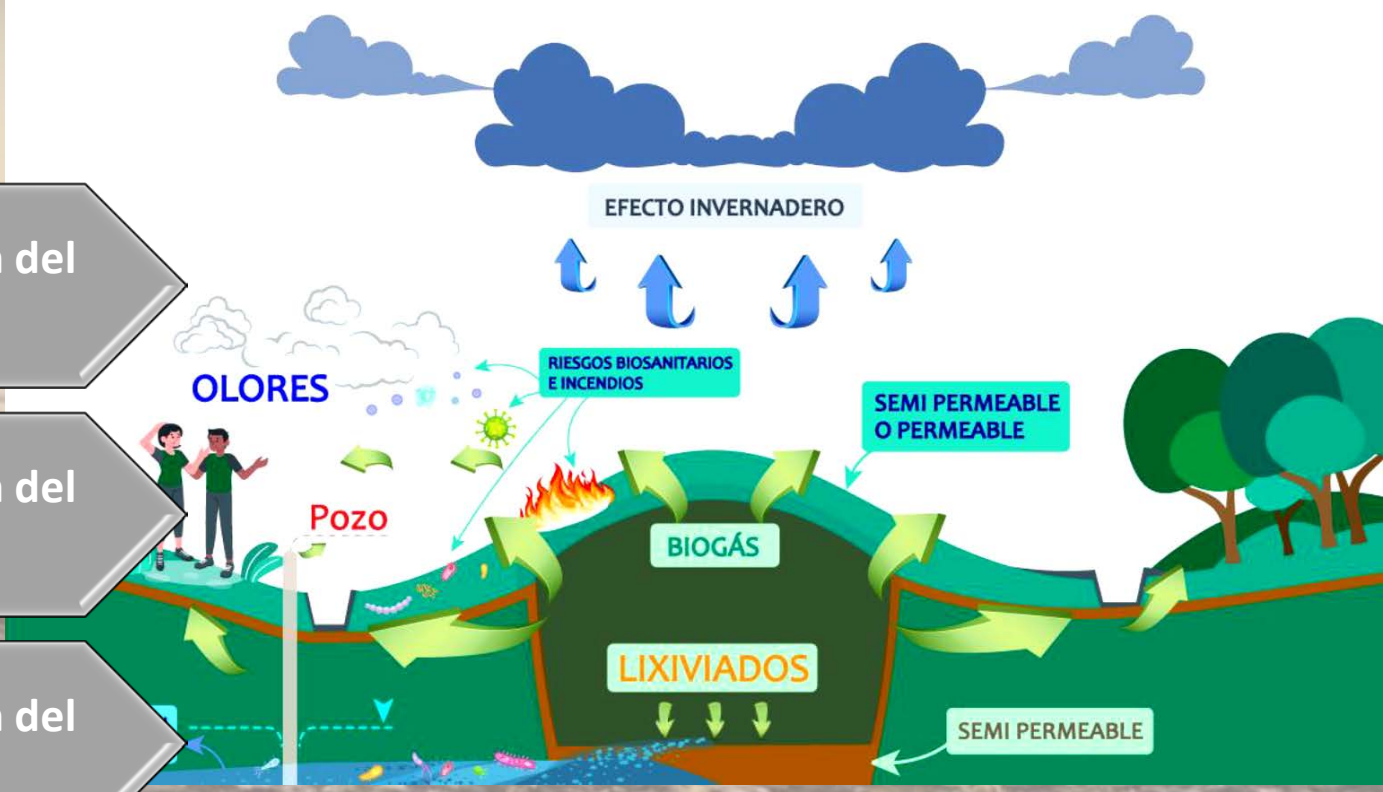 EFECTO INVERNADERO
del
RIESGOS BIOSANITARIOS
E INCENDIOS
OLORES
SEMI PERMEABLE
O PERMEABLE
del
Pozo
BIOGÁS
LIXIVIADOS
del
SEMI PERMEABLE